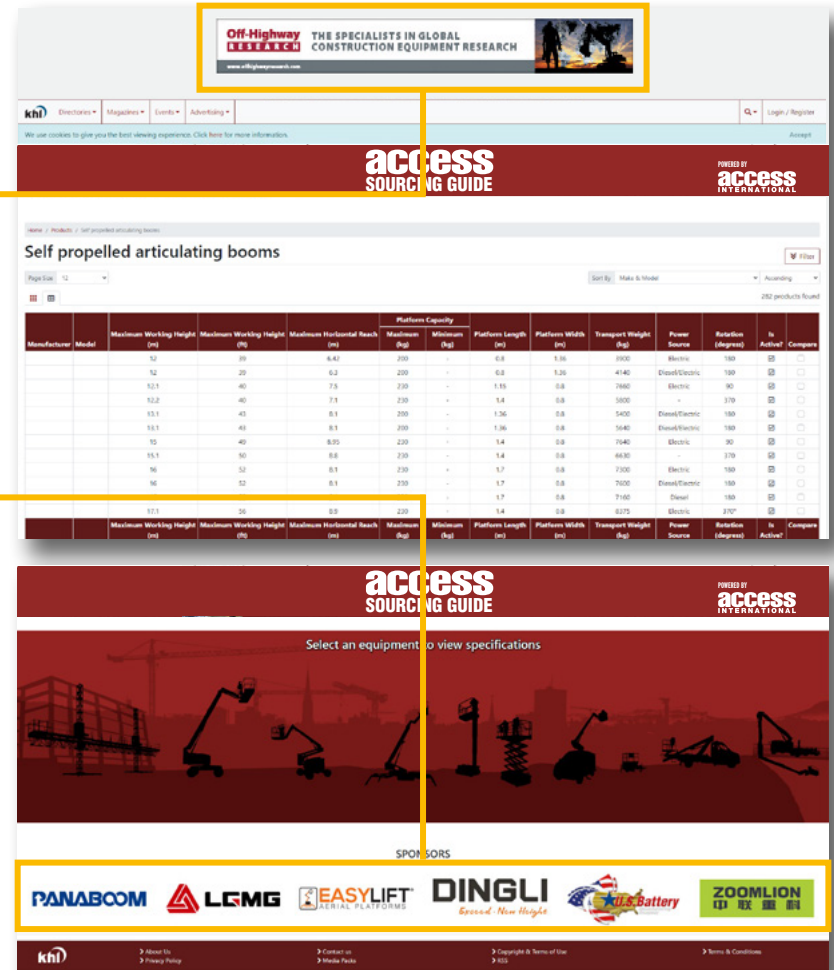 Off-Highway
RESEARCH
THE SPECIALISTS IN GLOBAL
CONSTRUCTION EQUIPMENT RESEARCH
www.offhighwayresearch.com
khl Directories Magazines Events Advertising Login / Register
We use cookies to give you the best viewing experience. Click here for more information. Accept
access
SOURCING GUIDE
POWERED BY
access
INTERNATIONAL
Home / Products / Self propelled articulating booms
Self propelled articulating booms
Filter
Page Size 12 Sort By Make & Model Ascending
282 products found
Platform Capacity
Manufacturer Model Maximum Working Height (m) Maximum Working Height (ft) Maximum Horizontal Reach (m) Maximum (kg) Minimum (kg) Platform Length (m) Platform Width (m) Transport Weight (kg) Power Source Rotation (degrees) Is Active? Compare
12 39 6.42 200 - 0.8 1.36 3900 Electric 180
12 39 6.2 200 - 0.8 1.36 4140 Diesel/Electric 180
12.1 40 7.5 230 - 1.15 0.8 7660 Electric 90
12.2 40 7.1 230 - 1.4 0.8 5800 - 370
13.1 43 8.1 200 - 1.36 0.8 5400 Diesel/Electric 180
13.1 43 8.1 200 - 1.36 0.8 5640 Diesel/Electric 180
15 49 8.95 230 - 1.4 0.8 7640 Electric 90
15.1 50 8.8 230 - 1.4 0.8 6630 - 370
16 52 8.1 230 - 1.7 0.8 7300 Electric 180
16 52 8.1 230 - 1.7 0.8 7600 Diesel/Electric 180
1.7 0.8 7160 Diesel 180
17.1 56 8.9 230 - 1.4 0.8 8375 Electric 370°
Maximum Working Height (m) Maximum Working Height (ft) Maximum Horizontal Reach (m) Maximum (kg) Minimum (kg) Platform Length (m) Platform Width (m) Transport Weight (kg) Power Source Rotation (degrees) Is Active? Compare
access
SOURCING GUIDE
POWERED BY
access
INTERNATIONAL
Select an equipment to view specifications
SPONSORS
PANABOOM
LGMG
EASYLIFT
AERIAL PLATFORMS
DINGLI
Exceed · New Height
U.S. Battery
ZOOMLION
中联重科
khl
About Us
Privacy Policy
Contact us
Media Packs
Copyright & Terms of Use
RSS
Terms & Conditions